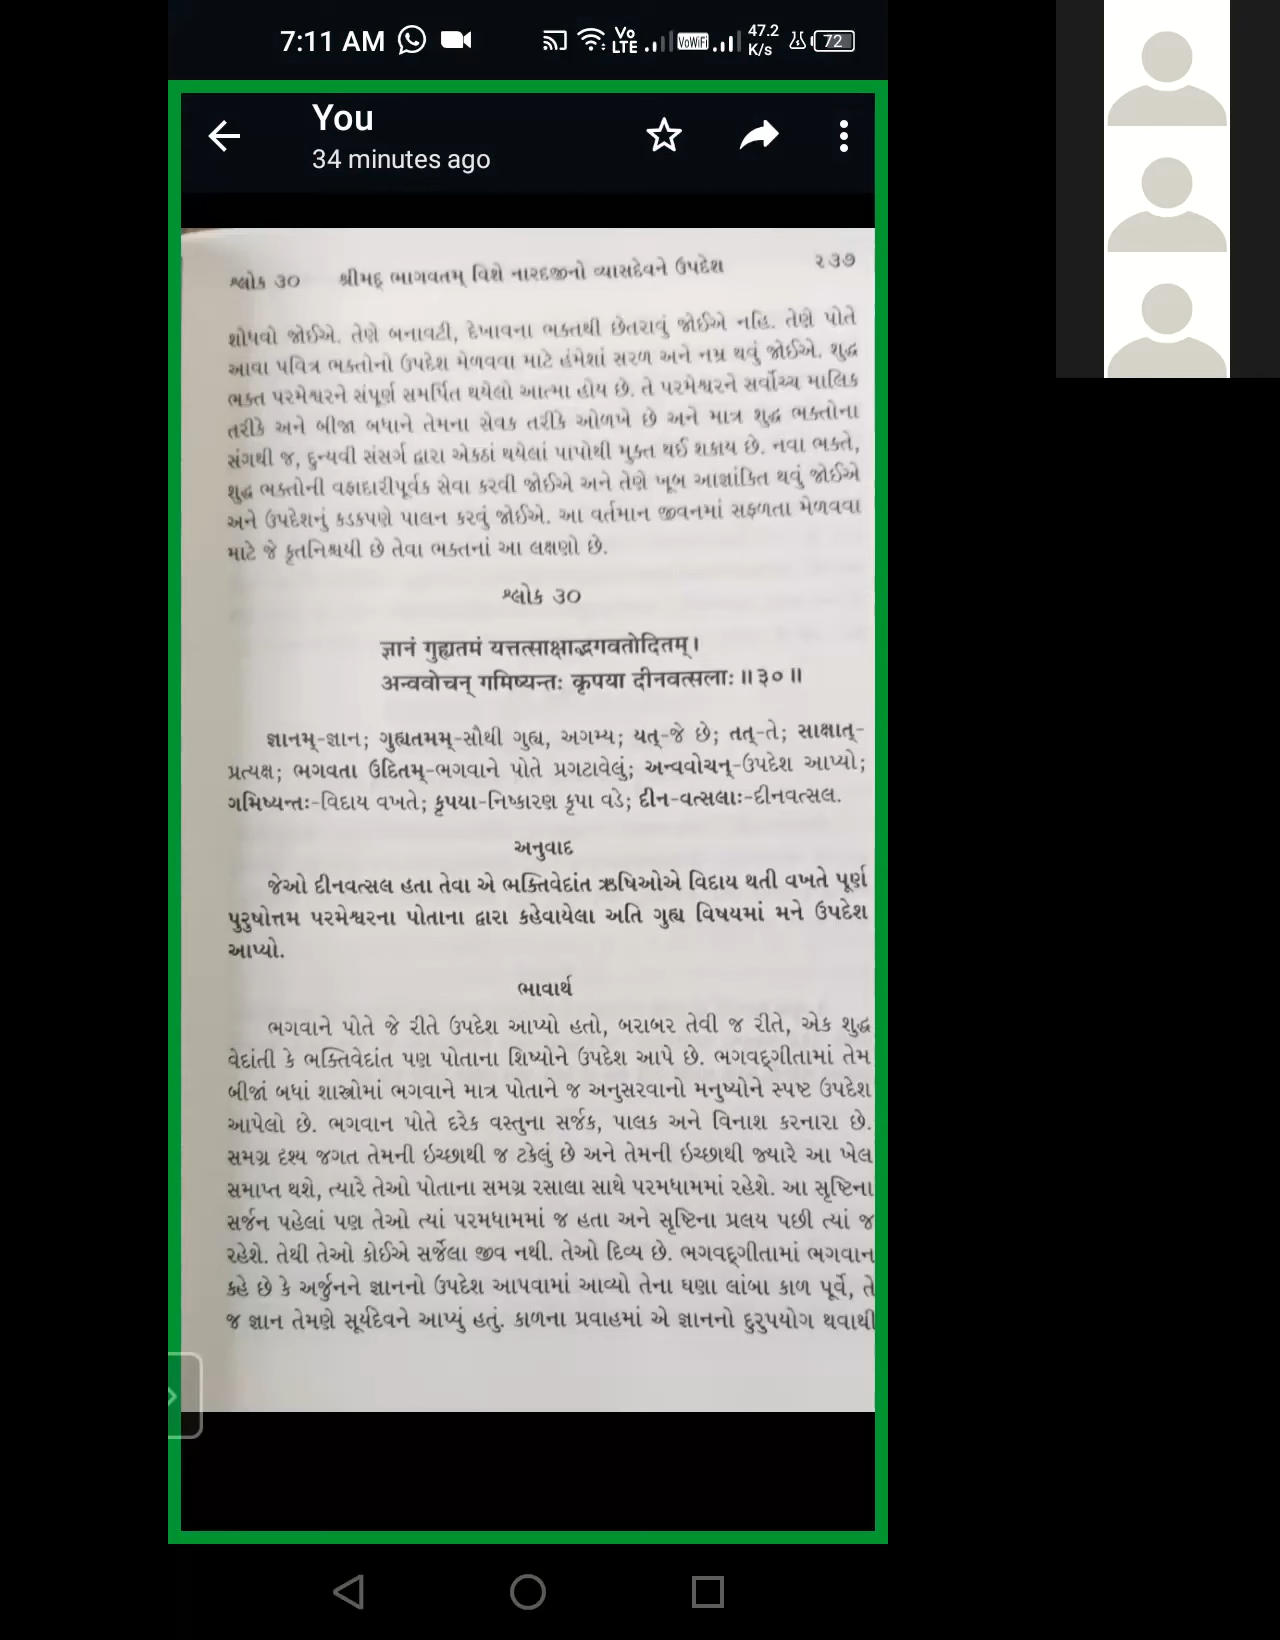 7:11 AM Vo LTE VoWiFi 47.2 K/s 72
You
34 minutes ago
શ્લોક ૩૦ શ્રીમદ્ ભાગવતમ્ વિશે નારદજીનો વ્યાસદેવને ઉપદેશ ૨૩૭
શોધવો જોઈએ. તેણે બનાવટી, દેખાવના ભક્તથી છેતરાવું જોઈએ નહિ. તેણે પોતે
આવા પવિત્ર ભક્તોનો ઉપદેશ મેળવવા માટે હંમેશાં સરળ અને નમ્ર થવું જોઈએ. શુદ્ધ
ભક્ત પરમેશ્વરને સંપૂર્ણ સમર્પિત થયેલો આત્મા હોય છે. તે પરમેશ્વરને સર્વોચ્ચ માલિક
તરીકે અને બીજા બધાને તેમના સેવક તરીકે ઓળખે છે અને માત્ર શુદ્ધ ભક્તોના
સંગથી જ, દુન્યવી સંસર્ગ દ્વારા એકઠાં થયેલાં પાપોથી મુક્ત થઈ શકાય છે. નવા ભક્તે,
શુદ્ધ ભક્તોની વફાદારીપૂર્વક સેવા કરવી જોઈએ અને તેણે ખૂબ આજ્ઞાંકિત થવું જોઈએ
અને ઉપદેશનું કડકપણે પાલન કરવું જોઈએ. આ વર્તમાન જીવનમાં સફળતા મેળવવા
માટે જે કૃતનિશ્ચયી છે તેવા ભક્તનાં આ લક્ષણો છે.
શ્લોક ૩૦
ज्ञानं गुह्यतमं यत्तत्साक्षाद्भगवतोदितम्।
अन्ववोचन् गमिष्यन्तः कृपया दीनवत्सलाः॥३०॥
જ્ઞાનમ્-જ્ઞાન; ગુહ્યતમમ્-સૌથી ગુહ્ય, અગમ્ય; યત્-જે છે; તત્-તે; સાક્ષાત્-
પ્રત્યક્ષ; ભગવતા ઉદિતમ્-ભગવાને પોતે પ્રગટાવેલું; અન્વવોચન્-ઉપદેશ આપ્યો;
ગમિષ્યન્તઃ-વિદાય વખતે; કૃપયા-નિષ્કારણ કૃપા વડે; દીન-વત્સલાઃ-દીનવત્સલ.
અનુવાદ
જેઓ દીનવત્સલ હતા તેવા એ ભક્તિવેદાંત ઋષિઓએ વિદાય થતી વખતે પૂર્ણ
પુરુષોત્તમ પરમેશ્વરના પોતાના દ્વારા કહેવાયેલા અતિ ગુહ્ય વિષયમાં મને ઉપદેશ
આપ્યો.
ભાવાર્થ
ભગવાને પોતે જે રીતે ઉપદેશ આપ્યો હતો, બરાબર તેવી જ રીતે, એક શુદ્ધ
વેદાંતી કે ભક્તિવેદાંત પણ પોતાના શિષ્યોને ઉપદેશ આપે છે. ભગવદ્ગીતામાં તેમ
બીજાં બધાં શાસ્ત્રોમાં ભગવાને માત્ર પોતાને જ અનુસરવાનો મનુષ્યોને સ્પષ્ટ ઉપદેશ
આપેલો છે. ભગવાન પોતે દરેક વસ્તુના સર્જક, પાલક અને વિનાશ કરનારા છે.
સમગ્ર દશ્ય જગત તેમની ઇચ્છાથી જ ટકેલું છે અને તેમની ઇચ્છાથી જ્યારે આ ખેલ
સમાપ્ત થશે, ત્યારે તેઓ પોતાના સમગ્ર રસાલા સાથે પરમધામમાં રહેશે. આ સૃષ્ટિના
સર્જન પહેલાં પણ તેઓ ત્યાં પરમધામમાં જ હતા અને સૃષ્ટિના પ્રલય પછી ત્યાં જ
રહેશે. તેથી તેઓ કોઈએ સર્જેલા જીવ નથી. તેઓ દિવ્ય છે. ભગવદ્ગીતામાં ભગવાન
કહે છે કે અર્જુનને જ્ઞાનનો ઉપદેશ આપવામાં આવ્યો તેના ઘણા લાંબા કાળ પૂર્વે, તે
જ જ્ઞાન તેમણે સૂર્યદેવને આપ્યું હતું. કાળના પ્રવાહમાં એ જ્ઞાનનો દુરુપયોગ થવાથી